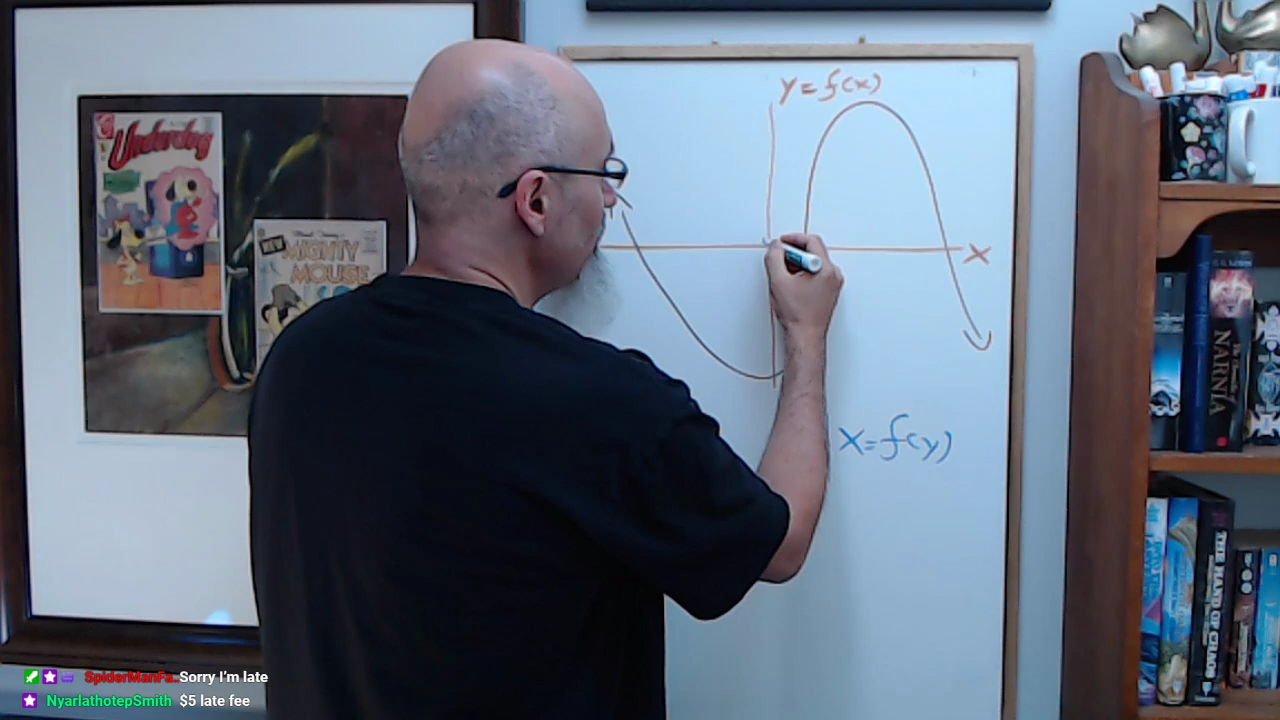 Underdog
NEW
MIGHTY
MOUSE
y = f(x)
x
x = f(y)
NARNIA
THE HAND OF CHAOS
SpiderManFa.. Sorry I'm late
NyarlathotepSmith $5 late fee